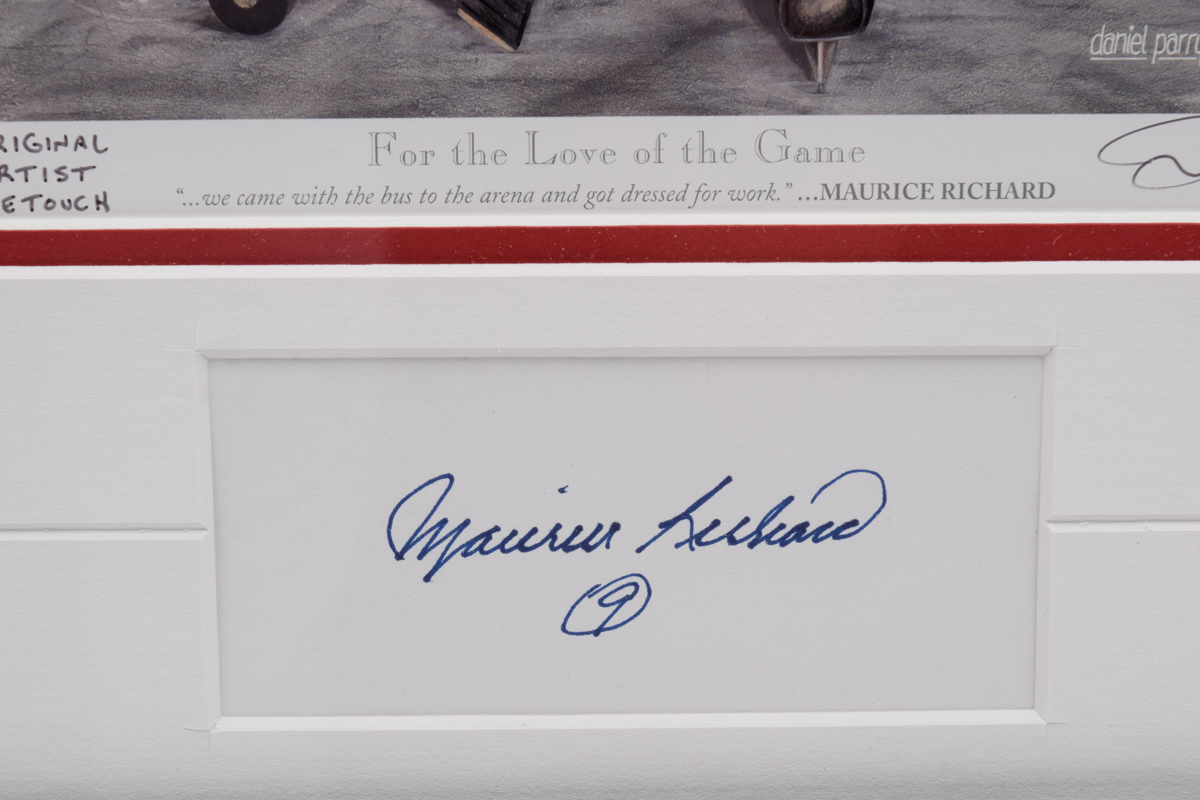 daniel parr
RIGINAL
RTIST
ETOUCH
For the Love of the Game
“...we came with the bus to the arena and got dressed for work.” ...MAURICE RICHARD
Maurice Richard
9